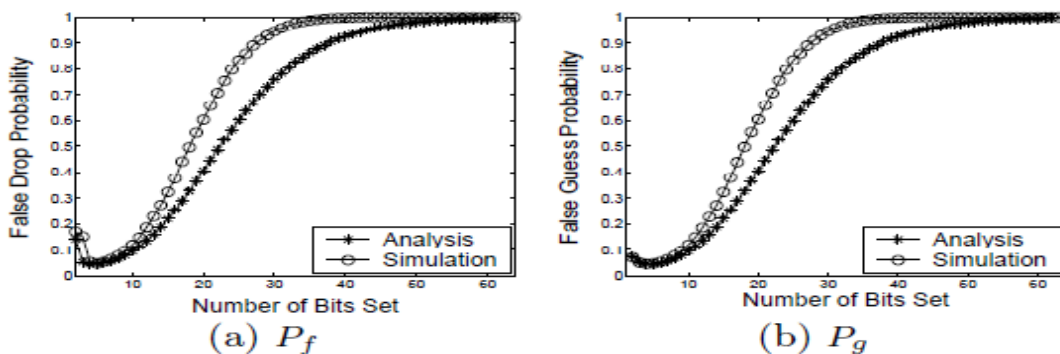 1
0.9
0.8
0.7
0.6
0.5
0.4
0.3
0.2
0.1
0
False Drop Probability
Analysis
Simulation
10 20 30 40 50 60
Number of Bits Set
(a) Pf
1
0.9
0.8
0.7
0.6
0.5
0.4
0.3
0.2
0.1
0
False Guess Probability
Analysis
Simulation
10 20 30 40 50 60
Number of Bits Set
(b) Pg